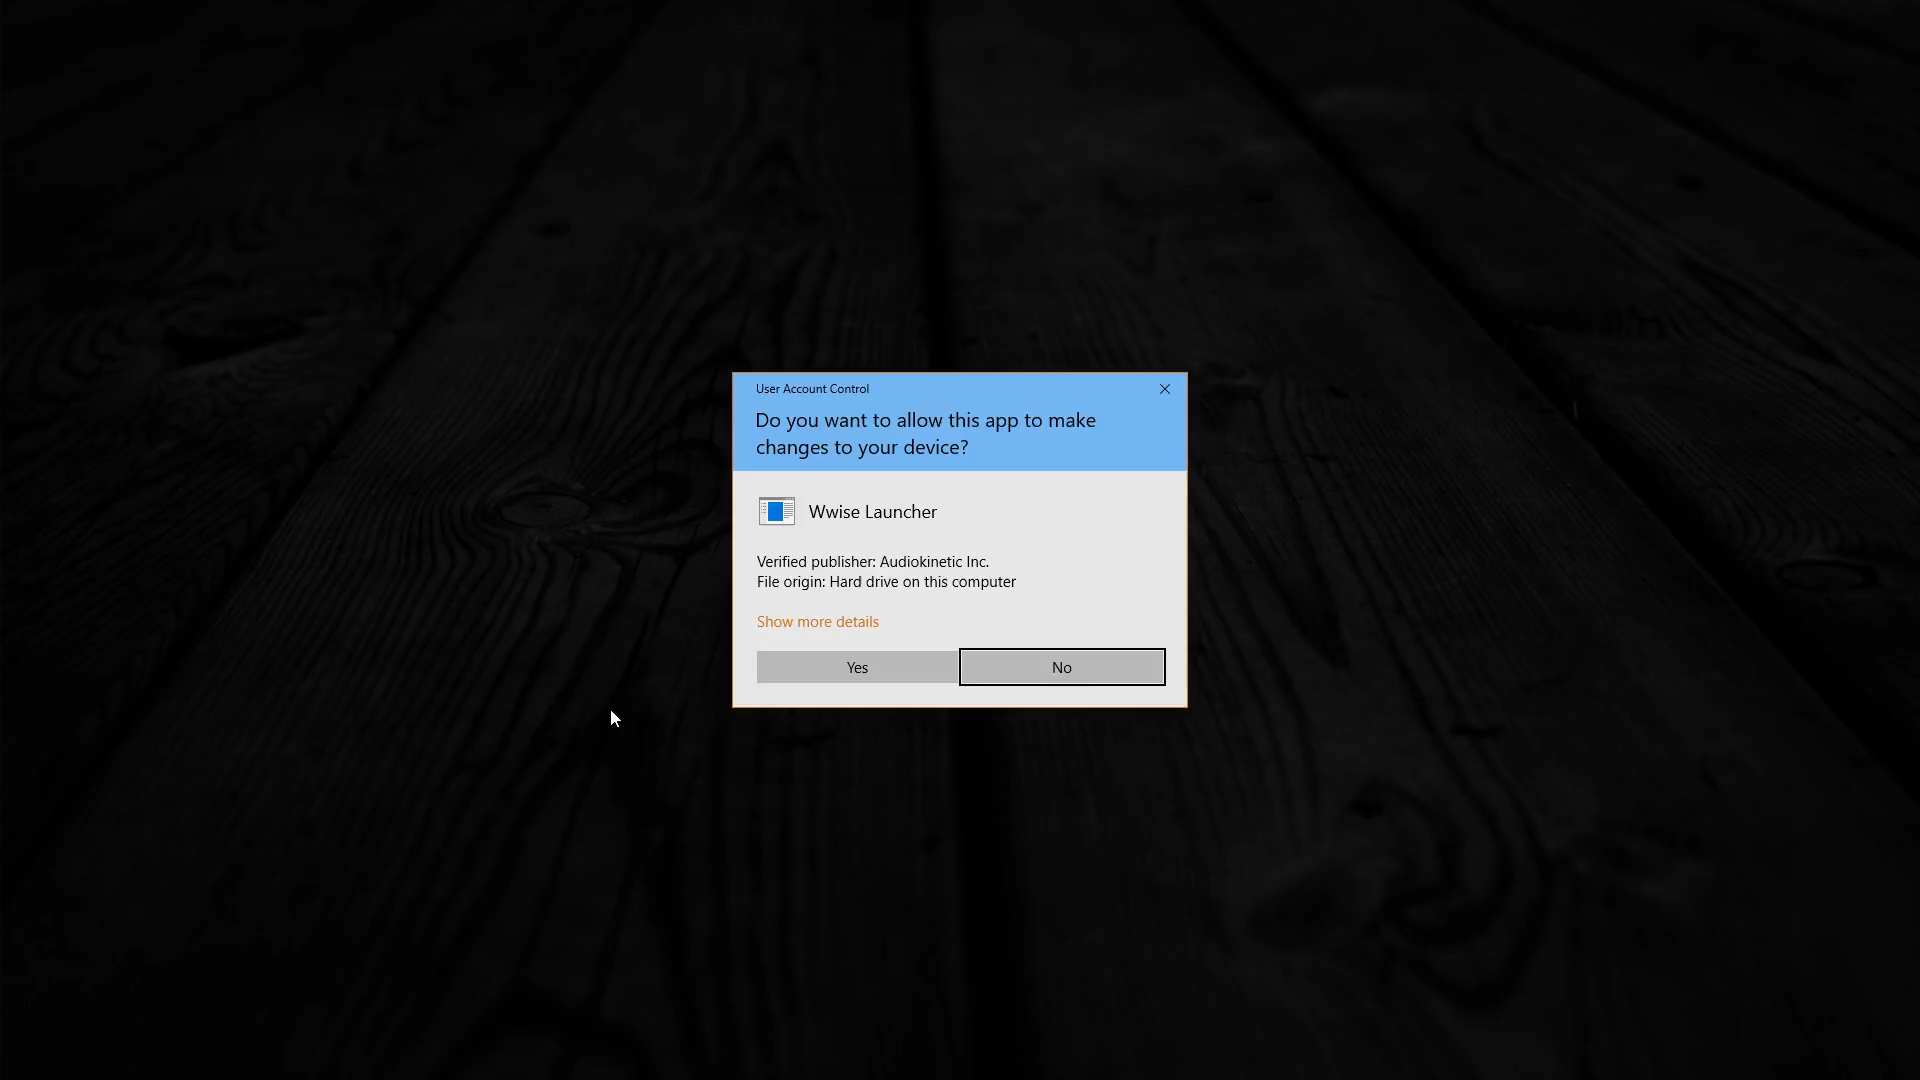 User Account Control
Do you want to allow this app to make
changes to your device?
Wwise Launcher
Verified publisher: Audiokinetic Inc.
File origin: Hard drive on this computer
Show more details
Yes
No